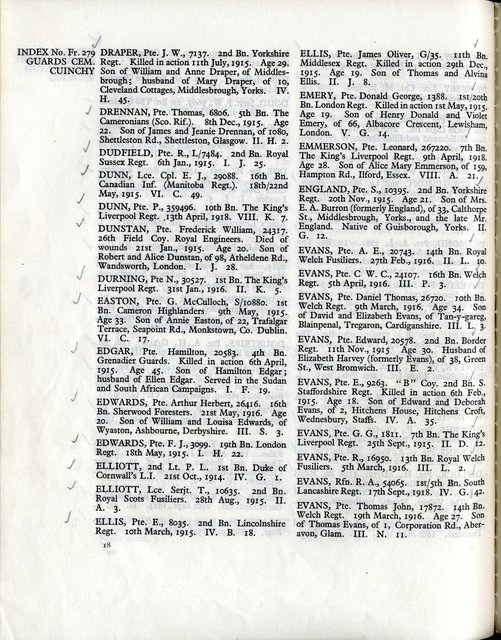 INDEX No. Fr. 279
GUARDS CEM.
CUINCHY
DRAPER, Pte. J. W., 7137. 2nd Bn. Yorkshire
Regt. Killed in action 11th July, 1915. Age 29.
Son of William and Anne Draper, of Middles-
brough; husband of Mary Draper, of 10,
Cleveland Cottages, Middlesbrough, Yorks. IV.
H. 45.
DRENNAN, Pte. Thomas, 6806. 5th Bn. The
Cameronians (Sco. Rif.). 8th Dec., 1915. Age
22. Son of James and Jeanie Drennan, of 1080,
Shettleston Rd., Shettleston, Glasgow. II. H. 2.
DUDFIELD, Pte. R., L/7484. 2nd Bn. Royal
Sussex Regt. 6th Jan., 1915. I. J. 25.
DUNN, Lce. Cpl. E. J., 29088. 16th Bn.
Canadian Inf. (Manitoba Regt.). 18th/22nd
May, 1915. VI. C. 49.
DUNN, Pte. P., 359496. 10th Bn. The King's
Liverpool Regt. 13th April, 1918. VIII. K. 7.
DUNSTAN, Pte. Frederick William, 24317.
26th Field Coy. Royal Engineers. Died of
wounds 21st Jan., 1915. Age 20. Son of
Robert and Alice Dunstan, of 98, Atheldene Rd.,
Wandsworth, London. I. J. 28.
DURNING, Pte N., 30527. 1st Bn. The King's
Liverpool Regt. 31st Jan., 1916. II. K. 5.
EASTON, Pte. G. McCulloch, S/10880. 1st
Bn. Cameron Highlanders 9th May, 1915.
Age 33. Son of Annie Easton, of 22, Trafalgar
Terrace, Seapoint Rd., Monkstown, Co. Dublin.
VI. C. 17.
EDGAR, Pte. Hamilton, 20583. 4th Bn.
Grenadier Guards. Killed in action 6th April,
1915. Age 45. Son of Hamilton Edgar;
husband of Ellen Edgar. Served in the Sudan
and South African Campaigns. I. F. 19.
EDWARDS, Pte. Arthur Herbert, 26416. 16th
Bn. Sherwood Foresters. 21st May, 1916. Age
20. Son of William and Louisa Edwards, of
Wyaston, Ashbourne, Derbyshire. III. S. 3.
EDWARDS, Pte. F. J., 3099. 19th Bn. London
Regt. 18th May, 1915. I. H. 22.
ELLIOTT, 2nd Lt. P. L. 1st Bn. Duke of
Cornwall's L.I. 21st Oct., 1914. IV. G. 1.
ELLIOTT, Lce. Serjt. T., 10635. 2nd Bn.
Royal Scots Fusiliers. 28th Aug., 1915. II.
A. 3.
ELLIS, Pte. E., 8035. 2nd Bn. Lincolnshire
Regt. 10th March, 1915. IV. B. 18.
18
ELLIS, Pte. James Oliver, G/35. 11th Bn.
Middlesex Regt. Killed in action 29th Dec.,
1915. Age 19. Son of Thomas and Alvina
Ellis. II. J. 8.
EMERY, Pte. Donald George, 1388. 1st/20th
Bn. London Regt. Killed in action 1st May, 1915.
Age 19. Son of Henry Donald and Violet
Emery, of 66, Albacore Crescent, Lewisham,
London. V. G. 14.
EMMERSON, Pte. Leonard, 267220. 7th Bn.
The King's Liverpool Regt. 9th April, 1918.
Age 28. Son of Alice Mary Emmerson, of 159,
Hampton Rd., Ilford, Essex. VIII. A. 21.
ENGLAND, Pte. S., 10395. 2nd Bn. Yorkshire
Regt. 20th Nov., 1915. Age 21. Son of Mrs.
E. A. Burron (formerly England), of 33, Calthorpe
St., Middlesbrough, Yorks., and the late Mr.
England. Native of Guisborough, Yorks. II.
G. 12.
EVANS, Pte. A. E., 20743. 14th Bn. Royal
Welch Fusiliers. 27th Feb., 1916. II. L. 10.
EVANS, Pte. C W. C., 24107. 16th Bn. Welch
Regt. 5th April, 1916. III. P. 3.
EVANS, Pte. Daniel Thomas, 26720. 10th Bn.
Welch Regt. 9th March, 1916. Age 34. Son
of David and Elizabeth Evans, of Tan-y-gareg,
Blainpenal, Tregaron, Cardiganshire. III. L. 3.
EVANS, Pte. Edward, 20578. 2nd Bn. Border
Regt. 11th Nov., 1915 Age 30. Husband of
Elizabeth Harvey (formerly Evans), of 38, Green
St., West Bromwich. III. E. 2.
EVANS, Pte. E., 9263. "B" Coy. 2nd Bn. S.
Staffordshire Regt. Killed in action 6th Feb.,
1915. Age 18. Son of Edward and Deborah
Evans, of 2, Hitchens House, Hitchens Croft,
Wednesbury, Staffs. IV. A. 35.
EVANS, Pte. G. G., 1811. 7th Bn. The King's
Liverpool Regt. 25th Sept., 1915. II. D. 12.
EVANS, Pte. R., 16950. 13th Bn. Royal Welch
Fusiliers. 5th March, 1916. III. L. 2.
EVANS, Rfn. R. A., 54065. 1st/5th Bn. South
Lancashire Regt. 17th Sept., 1918. IV. G. 42.
EVANS, Pte. Thomas John, 17872. 14th Bn.
Welch Regt. 19th March, 1916. Age 27. Son
of Thomas Evans, of 1, Corporation Rd., Aber-
avon, Glam. III. N. 11.